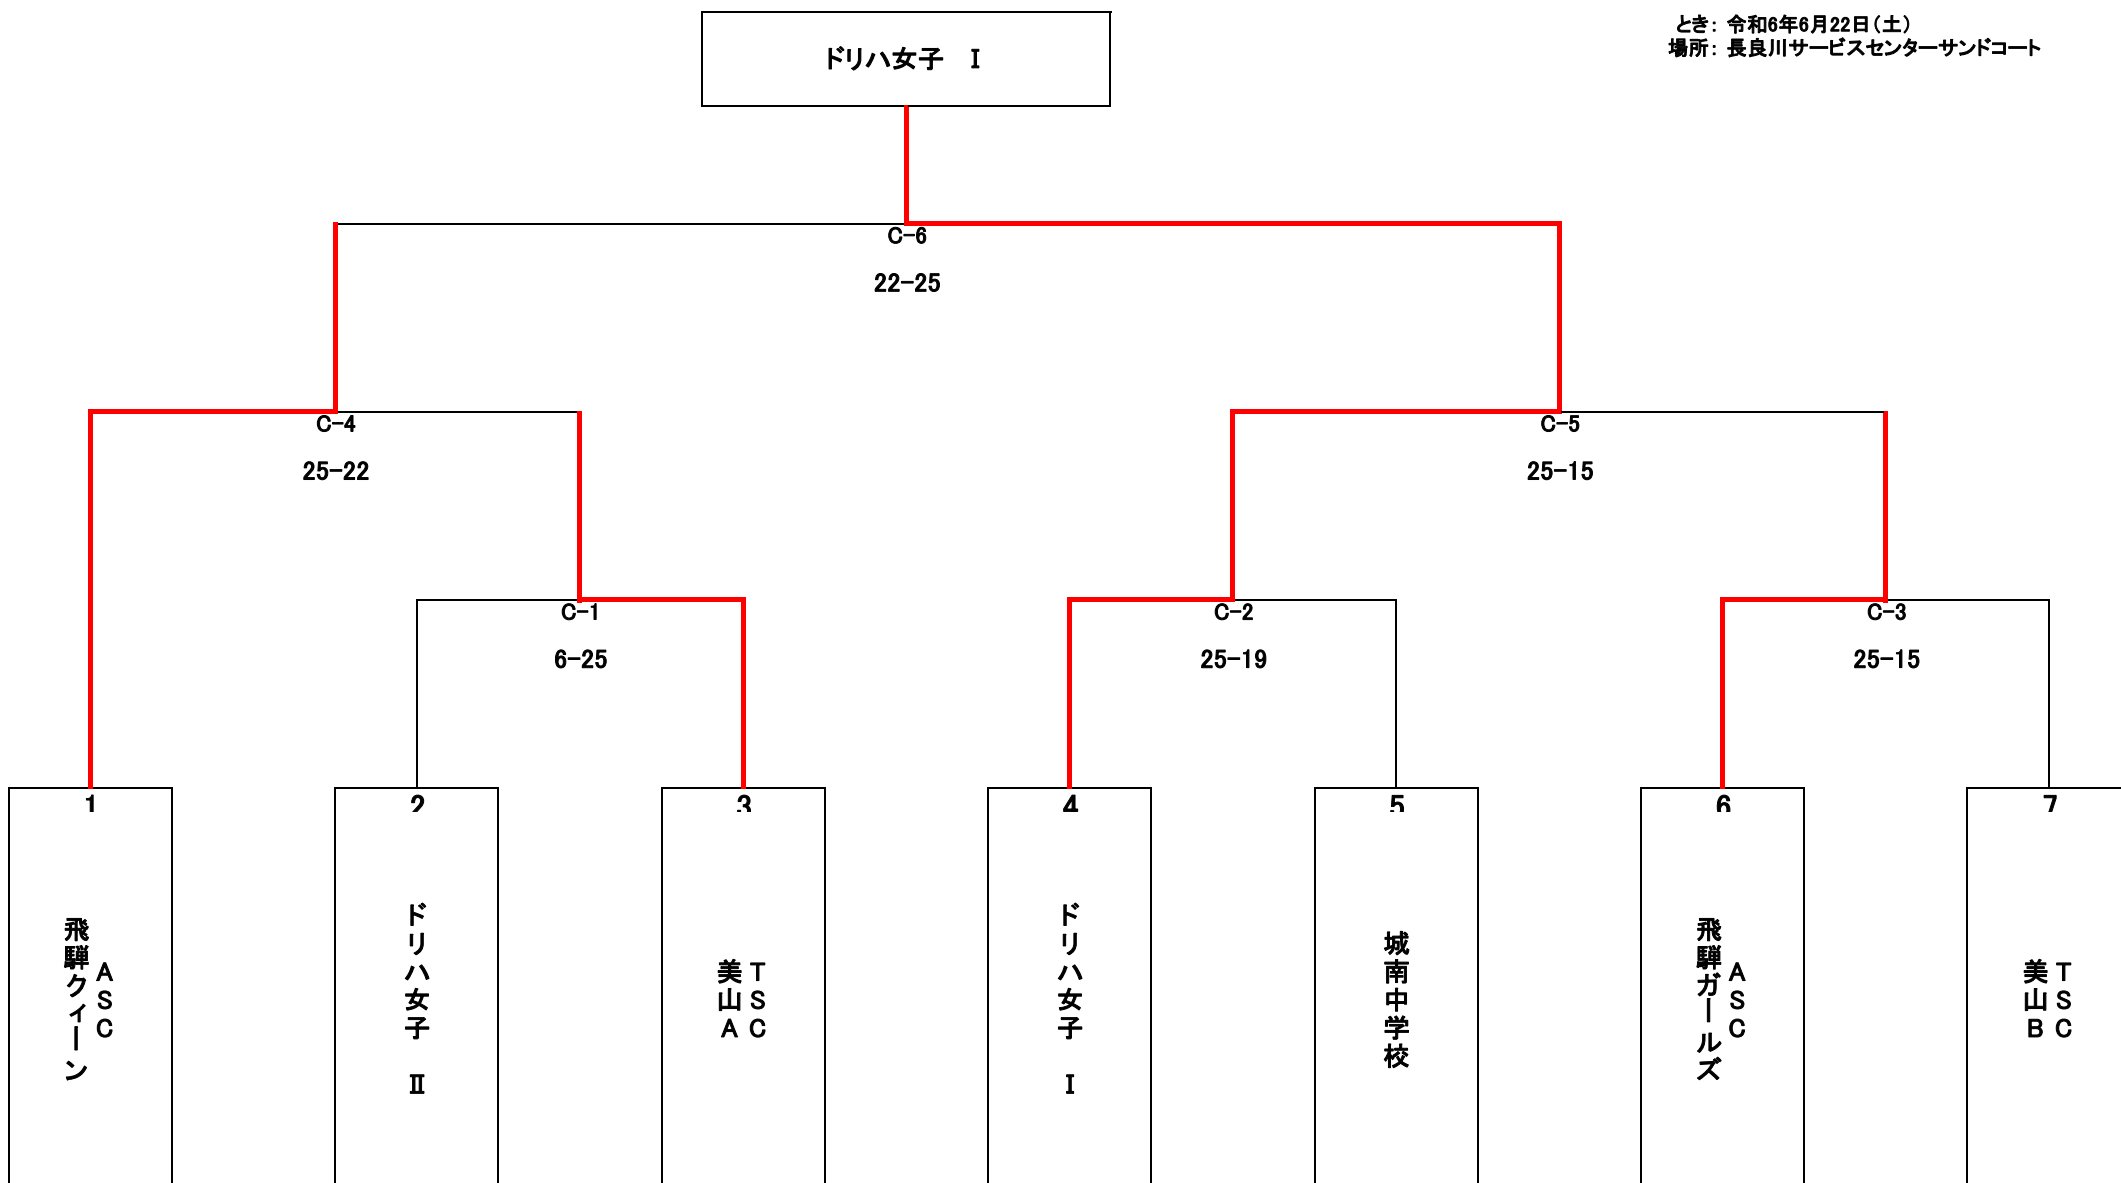 とき： 令和6年6月22日（土）
場所： 長良川サービスセンターサンドコート
ドリハ女子　Ⅰ
C-6
22-25
C-4
25-22
C-5
25-15
C-1
6-25
C-2
25-19
C-3
25-15
1
2
3
4
5
6
7
ASC
飛騨クィーン
ドリハ女子　Ⅱ
TSC
美山A
ドリハ女子　Ⅰ
城南中学校
ASC
飛騨ガールズ
TSC
美山B